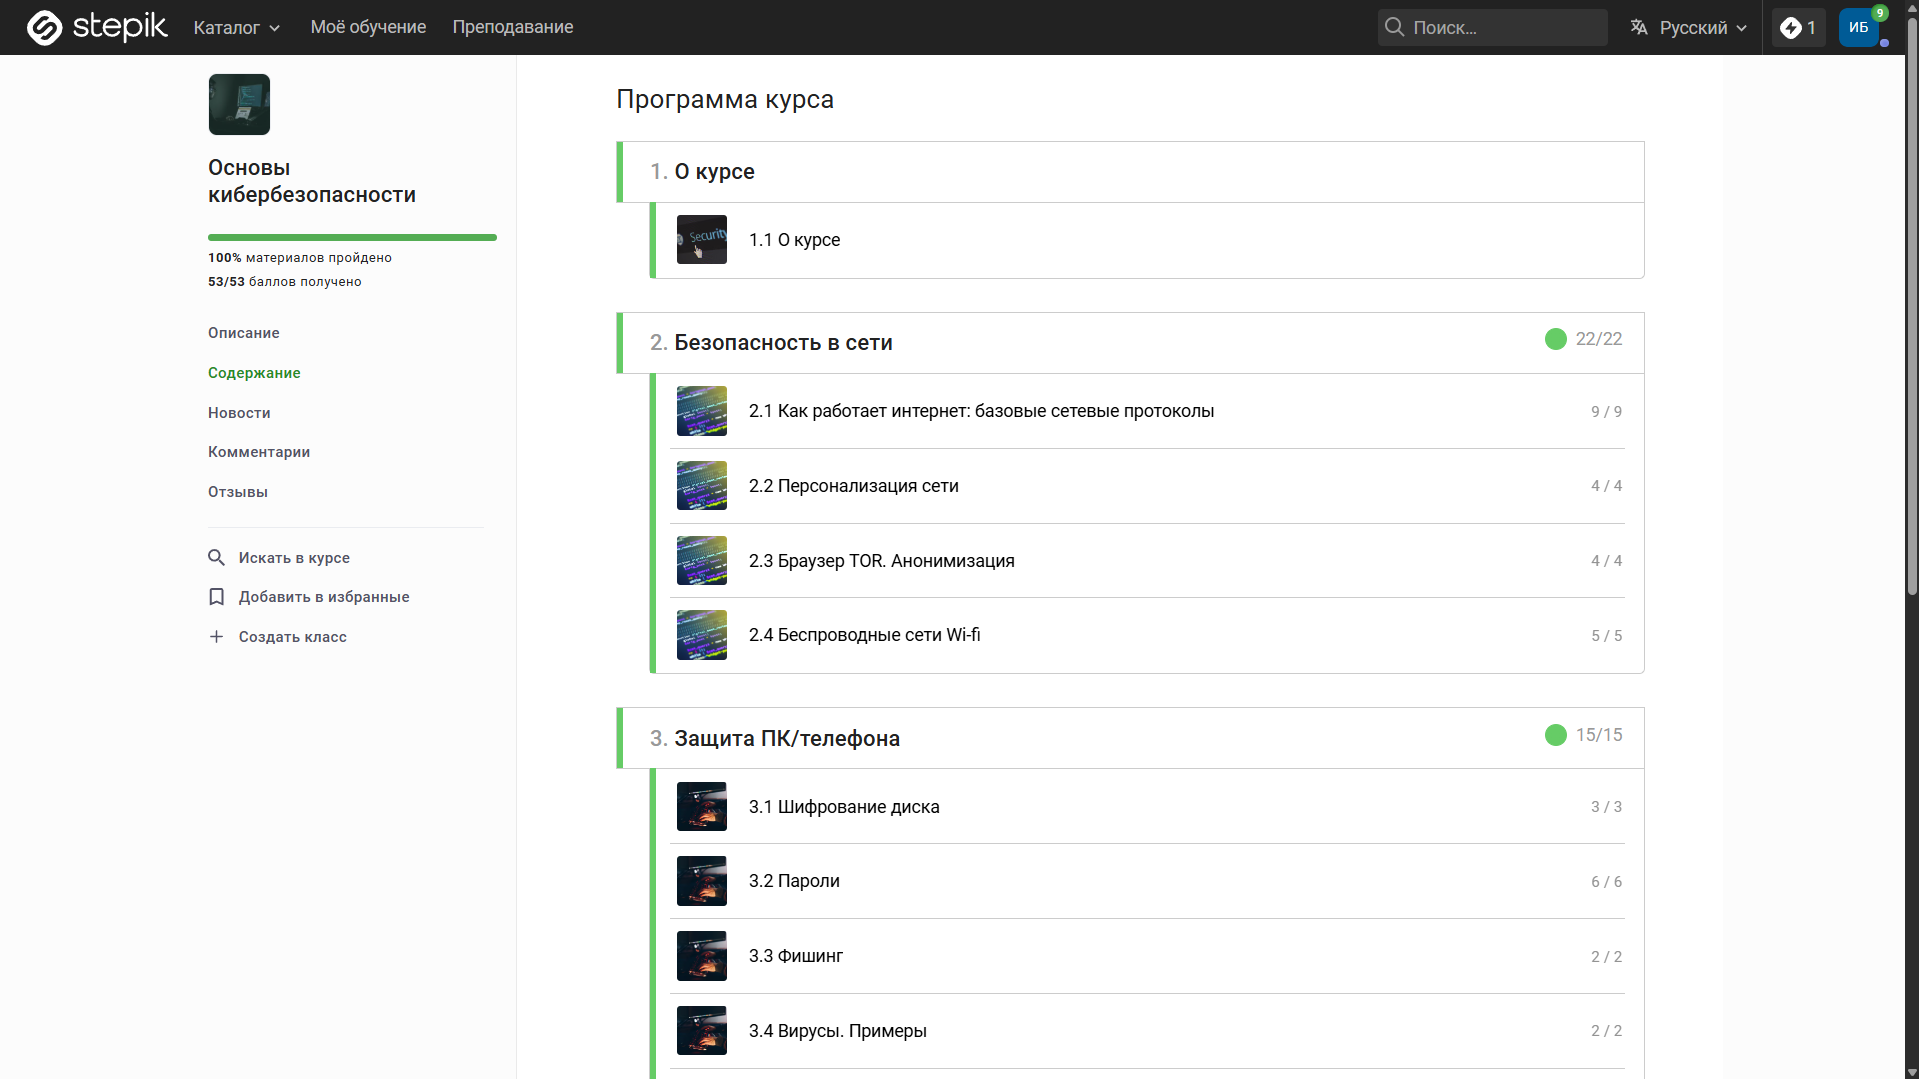 stepik
Каталог
Моё обучение
Преподавание
Поиск...
Русский
1
ИБ
9
Основы
кибербезопасности
100% материалов пройдено
53/53 баллов получено
Описание
Содержание
Новости
Комментарии
Отзывы
Искать в курсе
Добавить в избранные
Создать класс
Программа курса
1. О курсе
Security
1.1 О курсе
2. Безопасность в сети
22/22
2.1 Как работает интернет: базовые сетевые протоколы
9 / 9
2.2 Персонализация сети
4 / 4
2.3 Браузер TOR. Анонимизация
4 / 4
2.4 Беспроводные сети Wi-fi
5 / 5
3. Защита ПК/телефона
15/15
3.1 Шифрование диска
3 / 3
3.2 Пароли
6 / 6
3.3 Фишинг
2 / 2
3.4 Вирусы. Примеры
2 / 2